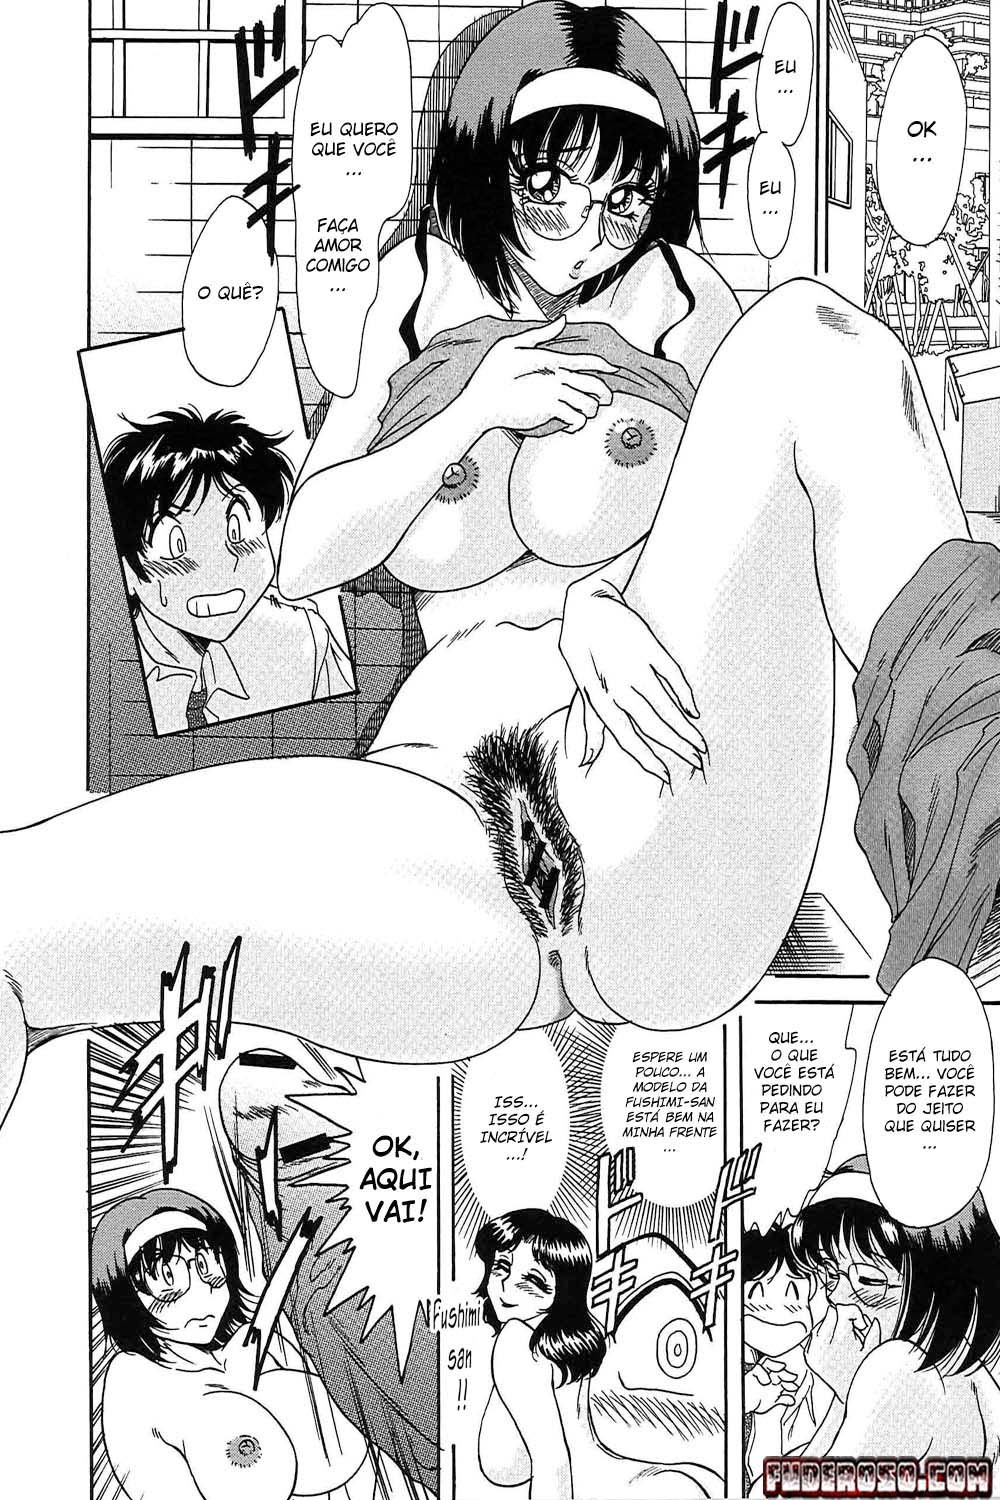 OK
...
EU
...
EU
...
EU QUERO
QUE VOCÊ
...
FAÇA
AMOR
COMIGO
...
O QUÊ?
ドキ
ドキ
ESTÁ TUDO
BEM... VOCÊ
PODE FAZER
DO JEITO
QUE QUISER
...
QUE...
O QUE
VOCÊ ESTÁ
PEDINDO
PARA EU
FAZER?
ESPERE UM
POUCO... A
MODELO DA
FUSHIMI-SAN
ESTÁ BEM NA
MINHA FRENTE
...
ISS...
ISSO É
INCRÍVEL
...!
ドキ
ドキ
Fushimi
san
!!
OK,
AQUI
VAI!
FUDEROSO.COM